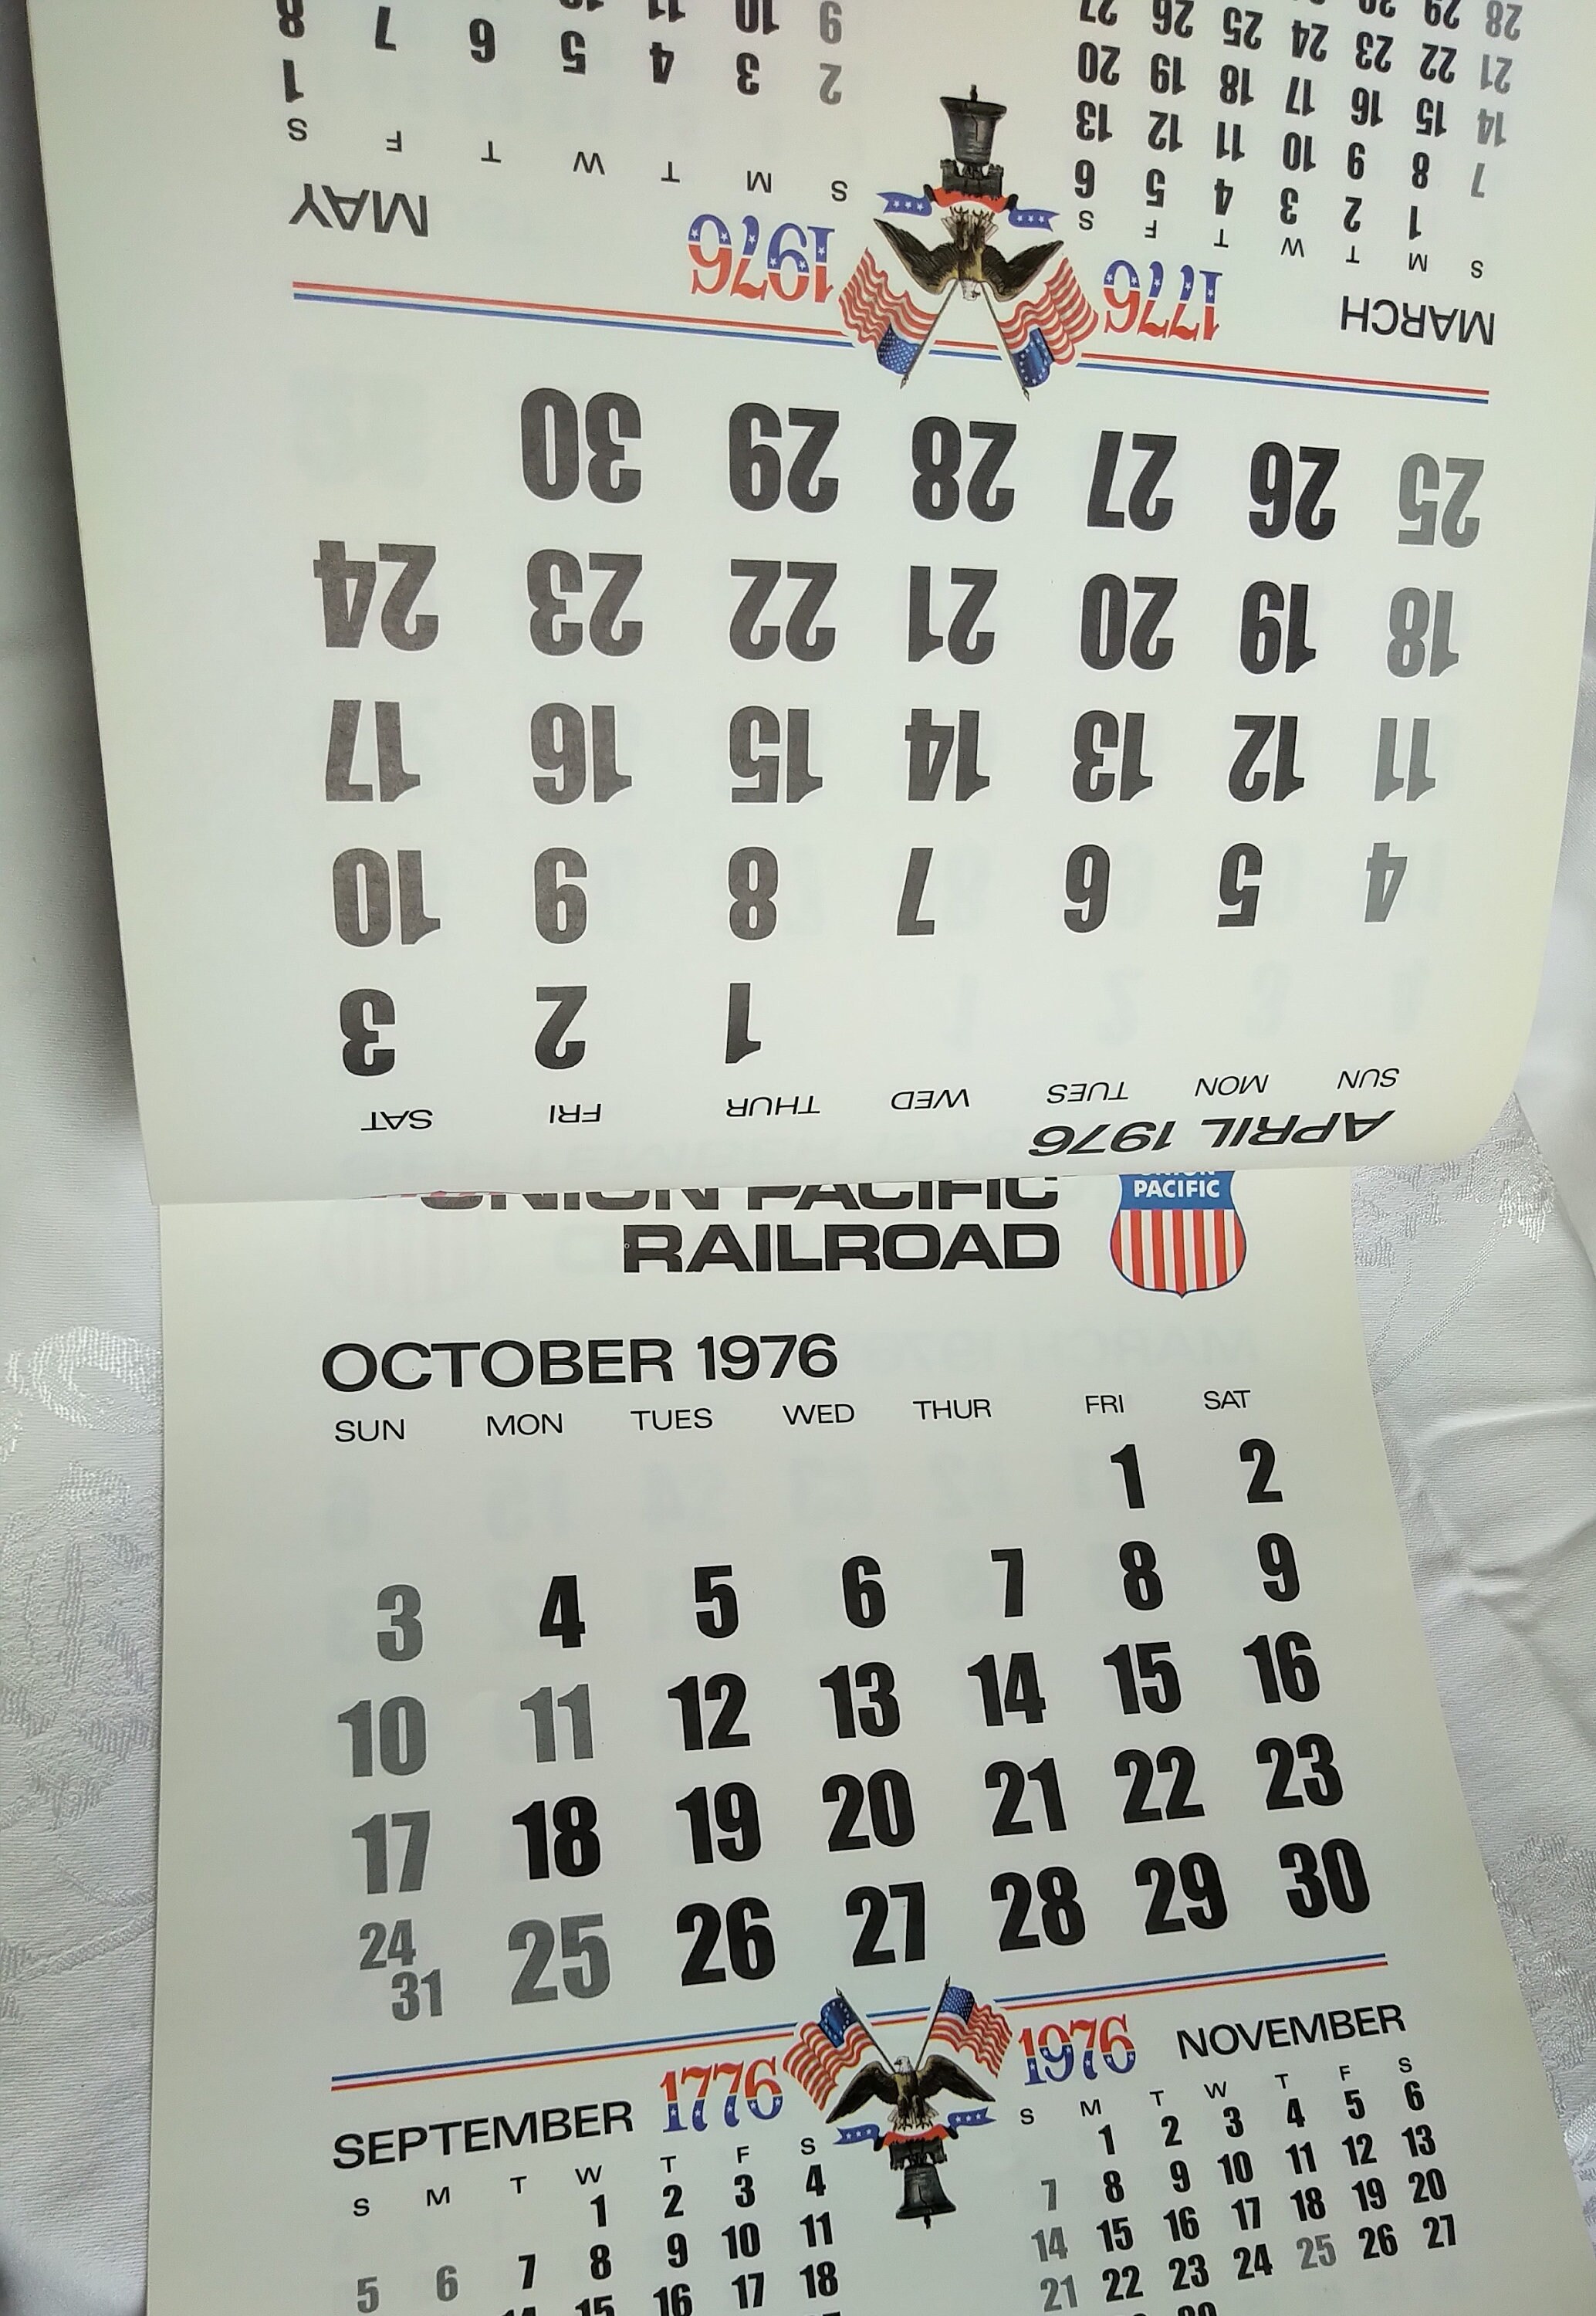 APRIL 1976
SUN MON TUES WED THUR FRI SAT
1 2 3
4 5 6 7 8 9 10
11 12 13 14 15 16 17
18 19 20 21 22 23 24
25 26 27 28 29 30
MARCH
S M T W T F S
1 2 3 4 5 6
7 8 9 10 11 12 13
14 15 16 17 18 19 20
21 22 23 24 25 26 27
28 29
1776
1976
MAY
S M T W T F S
1
2 3 4 5 6 7 8
9 10 11
UNION PACIFIC
RAILROAD
UNION
PACIFIC
OCTOBER 1976
SUN MON TUES WED THUR FRI SAT
1 2
3 4 5 6 7 8 9
10 11 12 13 14 15 16
17 18 19 20 21 22 23
24 25 26 27 28 29 30
31
SEPTEMBER
S M T W T F S
1 2 3 4
5 6 7 8 9 10 11
14 15 16 17 18
1776
1976
NOVEMBER
S M T W T F S
1 2 3 4 5 6
7 8 9 10 11 12 13
14 15 16 17 18 19 20
21 22 23 24 25 26 27